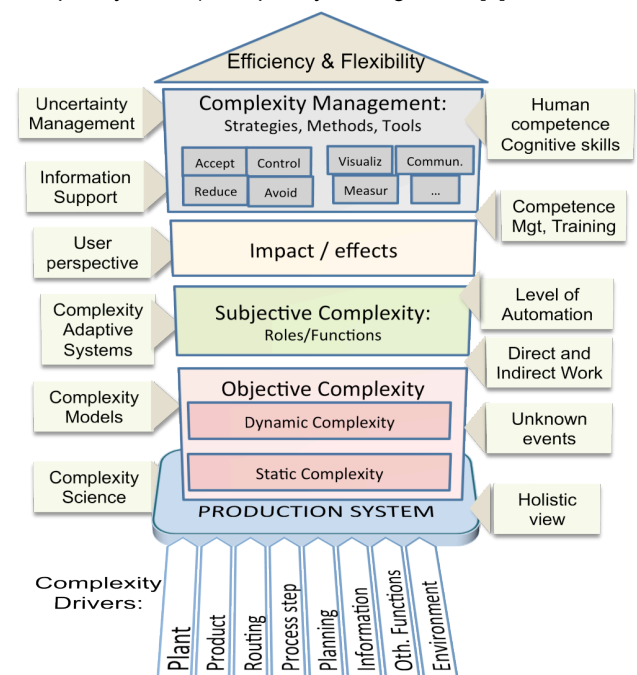 Efficiency & Flexibility
Complexity Management:
Strategies, Methods, Tools
Accept
Control
Visualiz
Commun.
Reduce
Avoid
Measur
...
Impact / effects
Subjective Complexity:
Roles/Functions
Objective Complexity
Dynamic Complexity
Static Complexity
PRODUCTION SYSTEM
Uncertainty
Management
Information
Support
User
perspective
Complexity
Adaptive
Systems
Complexity
Models
Complexity
Science
Human
competence
Cognitive skills
Competence
Mgt, Training
Level of
Automation
Direct and
Indirect Work
Unknown
events
Holistic
view
Complexity
Drivers:
Plant
Product
Routing
Process step
Planning
Information
Oth. Functions
Environment